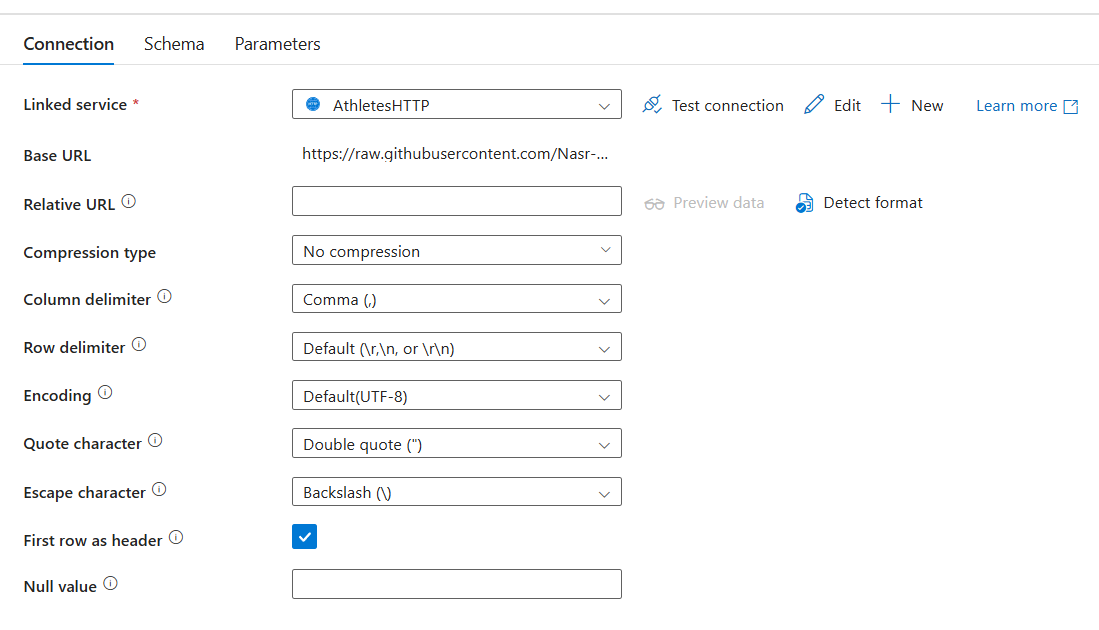 Connection Schema Parameters
Linked service * AthletesHTTP Test connection Edit New Learn more
Base URL https://raw.githubusercontent.com/Nasr-...
Relative URL Preview data Detect format
Compression type No compression
Column delimiter Comma (,)
Row delimiter Default (\r,\n, or \r\n)
Encoding Default(UTF-8)
Quote character Double quote (")
Escape character Backslash (\)
First row as header
Null value